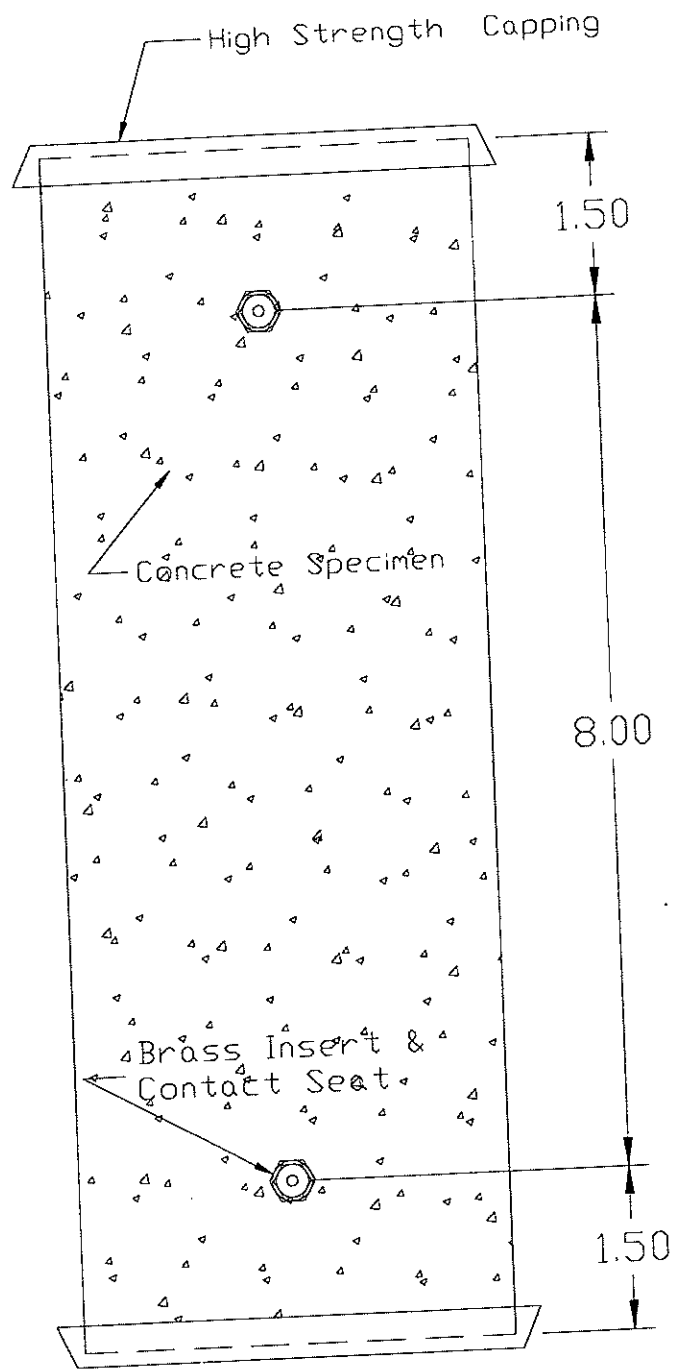 High Strength Capping
1.50
Concrete Specimen
8.00
Brass Insert &
Contact Seat
1.50